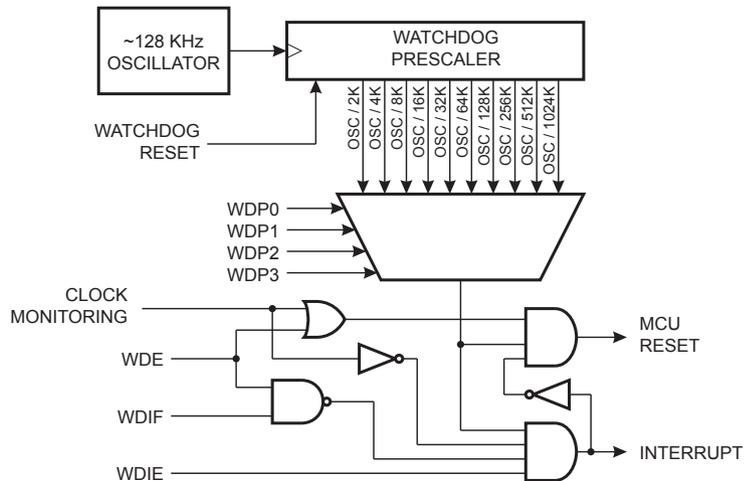 ~128 KHz
OSCILLATOR
WATCHDOG
PRESCALER
WATCHDOG
RESET
OSC / 2K
OSC / 4K
OSC / 8K
OSC / 16K
OSC / 32K
OSC / 64K
OSC / 128K
OSC / 256K
OSC / 512K
OSC / 1024K
WDP0
WDP1
WDP2
WDP3
CLOCK
MONITORING
WDE
WDIF
WDIE
MCU
RESET
INTERRUPT